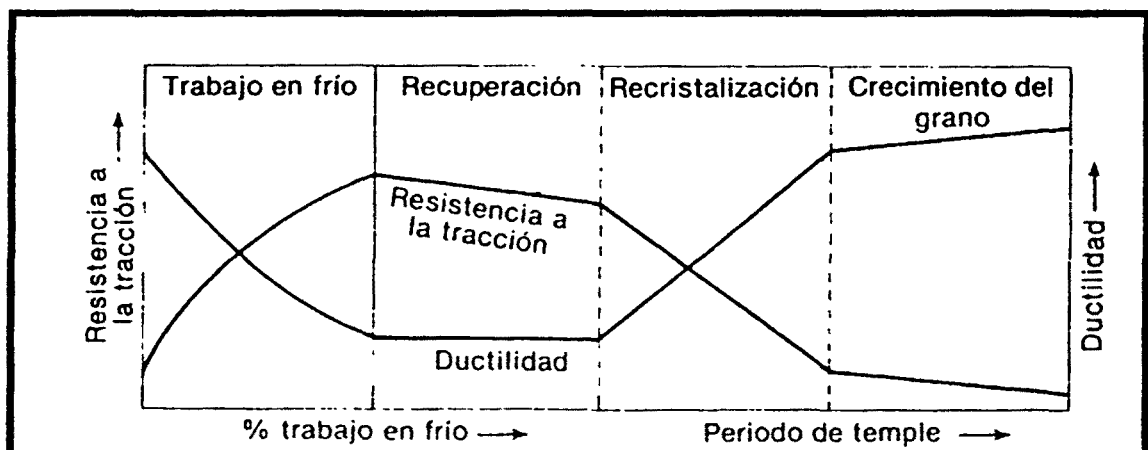 Trabajo en frío
Recuperación
Recristalización
Crecimiento del
grano
Resistencia a
la tracción
Resistencia a
la tracción
Ductilidad
Ductilidad
% trabajo en frío
Periodo de temple